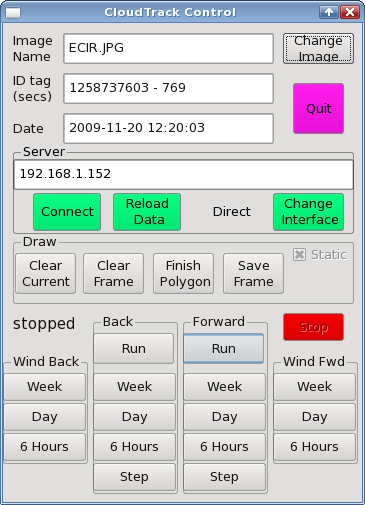 CloudTrack Control
Image Name
ECIR.JPG
Change Image
ID tag (secs)
1258737603 - 769
Quit
Date
2009-11-20 12:20:03
Server
192.168.1.152
Connect
Reload Data
Direct
Change Interface
Draw
Static
Clear Current
Clear Frame
Finish Polygon
Save Frame
stopped
Back
Forward
Stop
Run
Run
Wind Back
Wind Fwd
Week
Week
Week
Week
Day
Day
Day
Day
6 Hours
6 Hours
6 Hours
6 Hours
Step
Step